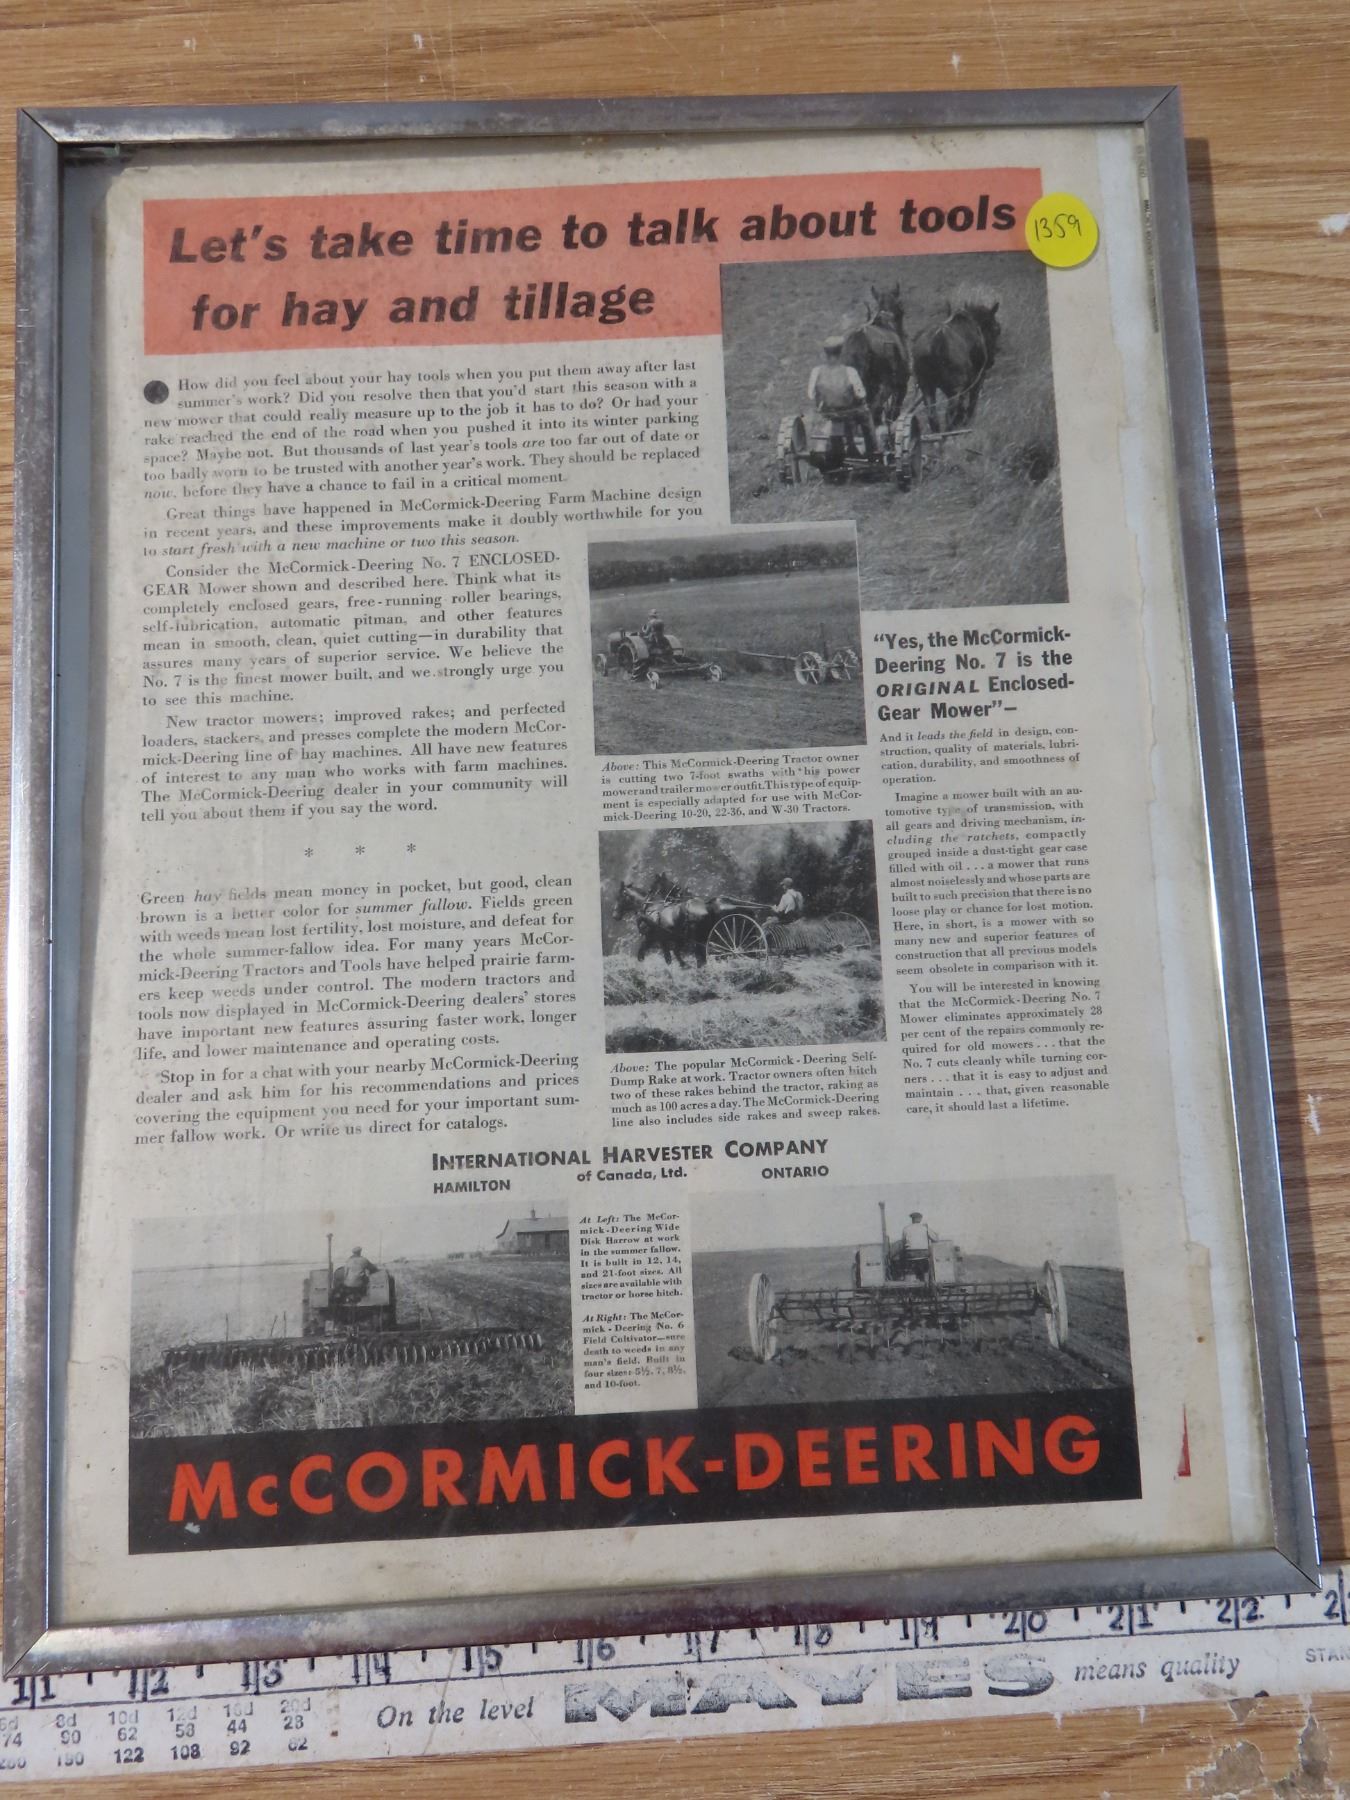 Let's take time to talk about tools
for hay and tillage
1359
How did you feel about your hay tools when you put them away after last
summer's work? Did you resolve then that you'd start this season with a
new mower that could really measure up to the job it has to do? Or had your
rake reached the end of the road when you pushed it into its winter parking
space? Maybe not. But thousands of last year's tools are too far out of date or
too badly worn to be trusted with another year's work. They should be replaced
now, before they have a chance to fail in a critical moment.
Great things have happened in McCormick-Deering Farm Machine design
in recent years, and these improvements make it doubly worthwhile for you
to start fresh with a new machine or two this season.
Consider the McCormick-Deering No. 7 ENCLOSED-
GEAR Mower shown and described here. Think what its
completely enclosed gears, free-running roller bearings,
self-lubrication, automatic pitman, and other features
mean in smooth, clean, quiet cutting—in durability that
assures many years of superior service. We believe the
No. 7 is the finest mower built, and we strongly urge you
to see this machine.
New tractor mowers; improved rakes; and perfected
loaders, stackers, and presses complete the modern McCor-
mick-Deering line of hay machines. All have new features
of interest to any man who works with farm machines.
The McCormick-Deering dealer in your community will
tell you about them if you say the word.
* * *
Green hay fields mean money in pocket, but good, clean
brown is a better color for summer fallow. Fields green
with weeds mean lost fertility, lost moisture, and defeat for
the whole summer-fallow idea. For many years McCor-
mick-Deering Tractors and Tools have helped prairie farm-
ers keep weeds under control. The modern tractors and
tools now displayed in McCormick-Deering dealers' stores
have important new features assuring faster work, longer
life, and lower maintenance and operating costs.
Stop in for a chat with your nearby McCormick-Deering
dealer and ask him for his recommendations and prices
covering the equipment you need for your important sum-
mer fallow work. Or write us direct for catalogs.
Above: This McCormick-Deering Tractor owner
is cutting two 7-foot swaths with his power
mower and trailer mower outfit. This type of equip-
ment is especially adapted for use with McCor-
mick-Deering 10-20, 22-36, and W-30 Tractors.
Above: The popular McCormick-Deering Self-
Dump Rake at work. Tractor owners often hitch
two of these rakes behind the tractor, raking as
much as 100 acres a day. The McCormick-Deering
line also includes side rakes and sweep rakes.
"Yes, the McCormick-
Deering No. 7 is the
ORIGINAL Enclosed-
Gear Mower"—
And it leads the field in design, con-
struction, quality of materials, lubri-
cation, durability, and smoothness of
operation.
Imagine a mower built with an au-
tomotive type of transmission, with
all gears and driving mechanism, in-
cluding the ratchets, compactly
grouped inside a dust-tight gear case
filled with oil . . . a mower that runs
almost noiselessly and whose parts are
built to such precision that there is no
loose play or chance for lost motion.
Here, in short, is a mower with so
many new and superior features of
construction that all previous models
seem obsolete in comparison with it.
You will be interested in knowing
that the McCormick-Deering No. 7
Mower eliminates approximately 28
per cent of the repairs commonly re-
quired for old mowers . . . that the
No. 7 cuts cleanly while turning cor-
ners . . . that it is easy to adjust and
maintain . . . that, given reasonable
care, it should last a lifetime.
INTERNATIONAL HARVESTER COMPANY
HAMILTON of Canada, Ltd. ONTARIO
At Left: The McCor-
mick-Deering Wide
Disk Harrow at work
in the summer fallow.
It is built in 12, 14,
and 21-foot sizes. All
sizes are available with
tractor or horse hitch.
At Right: The McCor-
mick-Deering No. 6
Field Cultivator—sure
death to weeds in any
man's field. Built in
four sizes: 5½, 7, 8½,
and 10-foot.
McCORMICK-DEERING
11 12 13 14 15 16 17 18 19 20 21 22 2
On the level MAYES means quality STAN
8d 10d 12d 16d 20d
74 90 62 58 44 28
190 122 108 92 62